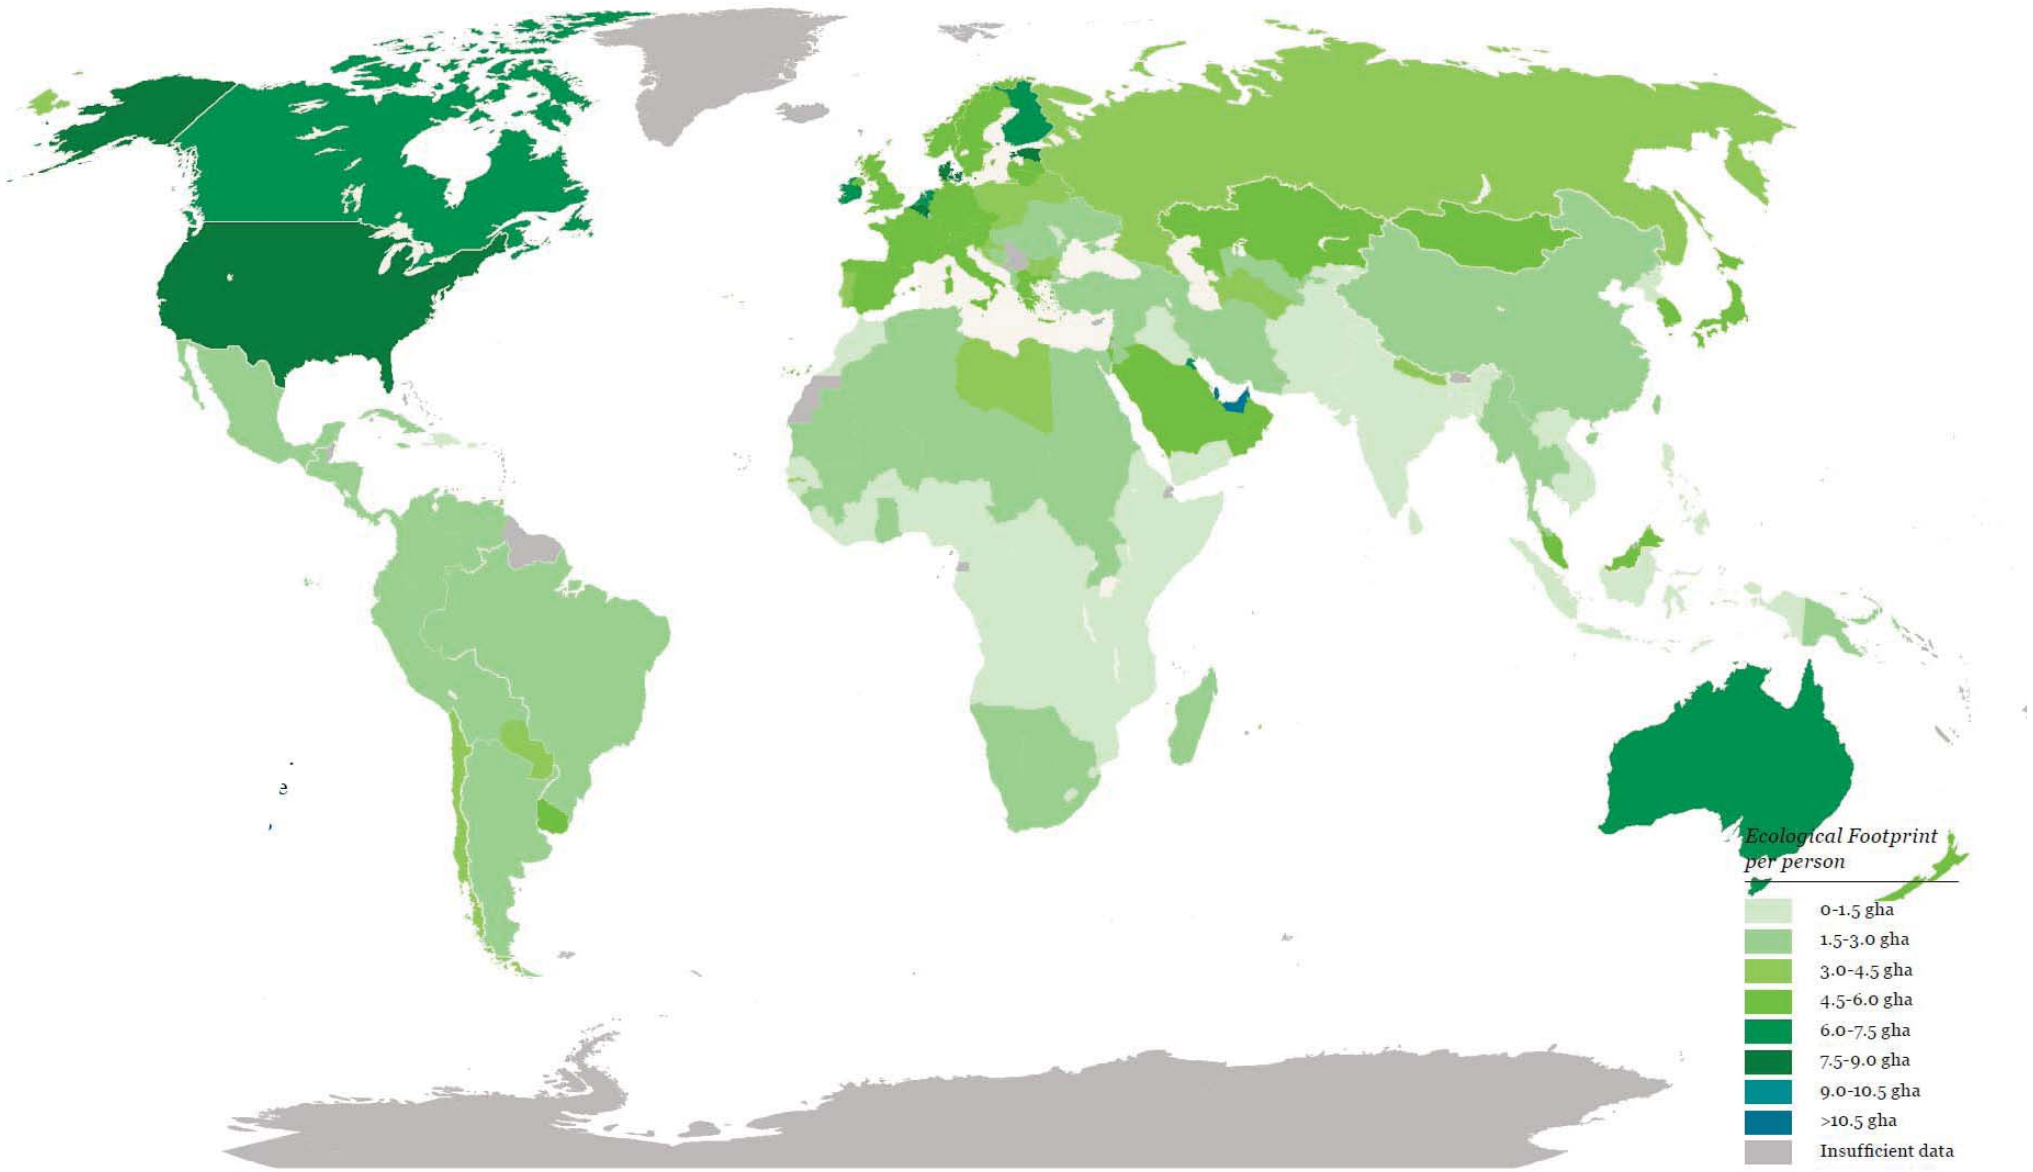 e
Ecological Footprint
per person
0-1.5 gha
1.5-3.0 gha
3.0-4.5 gha
4.5-6.0 gha
6.0-7.5 gha
7.5-9.0 gha
9.0-10.5 gha
>10.5 gha
Insufficient data